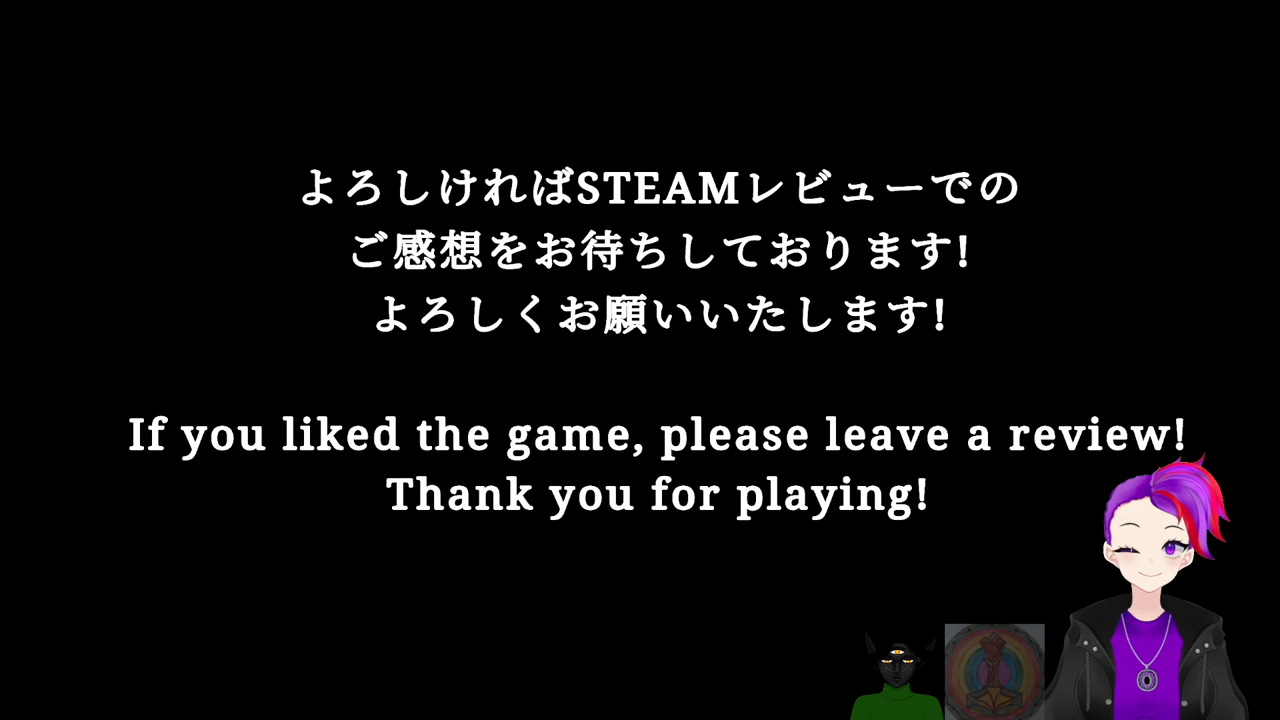 よろしければSTEAMレビューでの
ご感想をお待ちしております!
よろしくお願いいたします!
If you liked the game, please leave a review!
Thank you for playing!